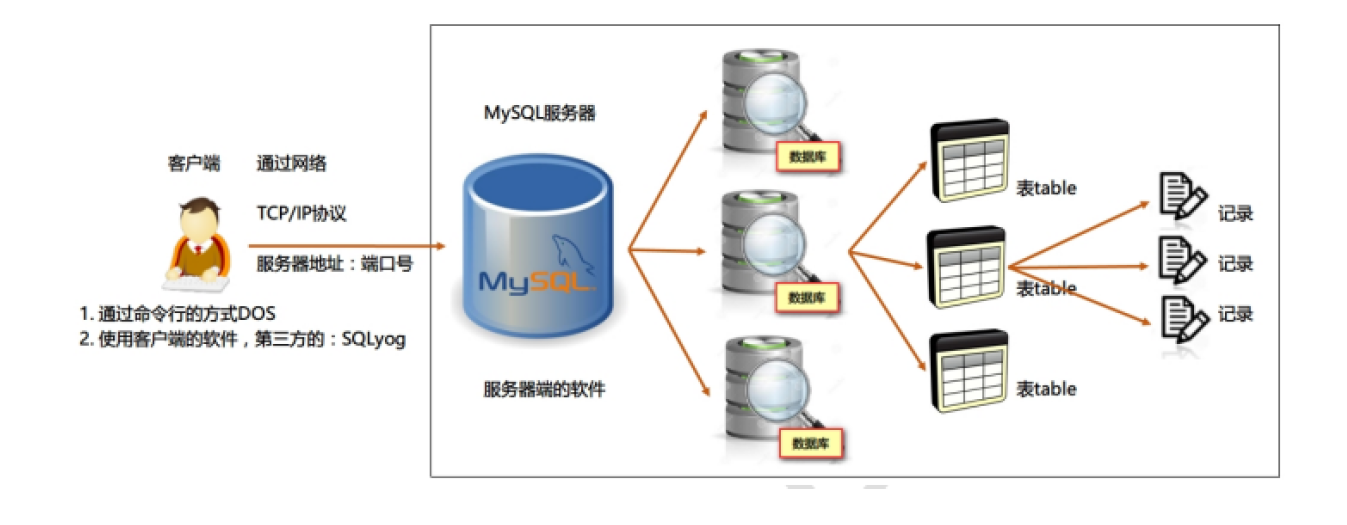 客户端
通过网络
TCP/IP协议
服务器地址：端口号
1. 通过命令行的方式DOS
2. 使用客户端的软件，第三方的：SQLyog
MySQL服务器
MySQL
服务器端的软件
数据库
数据库
数据库
表table
表table
表table
记录
记录
记录